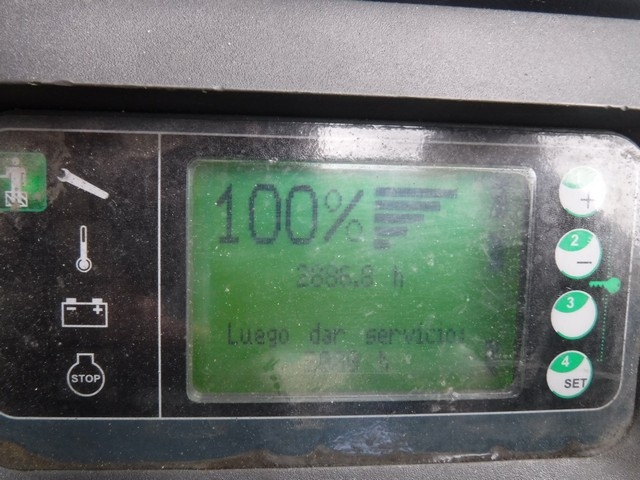 100%
2886.8 h
Luego dar servicio:
h
1 +
2 −
3
STOP
4 SET